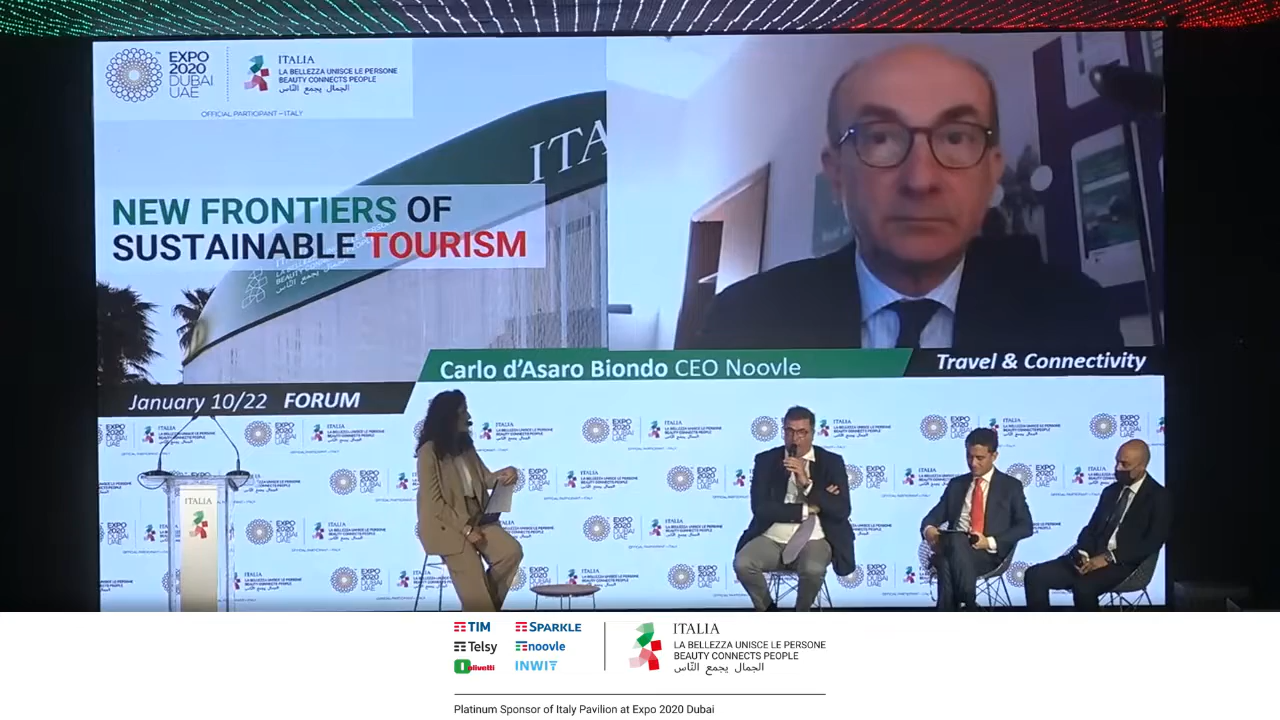 EXPO
2020
DUBAI
UAE
ITALIA
LA BELLEZZA UNISCE LE PERSONE
BEAUTY CONNECTS PEOPLE
الجمال يجمع الناس
OFFICIAL PARTICIPANT – ITALY
ITA
NEW FRONTIERS OF
SUSTAINABLE TOURISM
Carlo d'Asaro Biondo CEO Noovle
Travel & Connectivity
January 10/22 FORUM
ITALIA
TIM
SPARKLE
Telsy
noovle
olivetti
INWIT
ITALIA
LA BELLEZZA UNISCE LE PERSONE
BEAUTY CONNECTS PEOPLE
الجمال يجمع الناس
Platinum Sponsor of Italy Pavilion at Expo 2020 Dubai